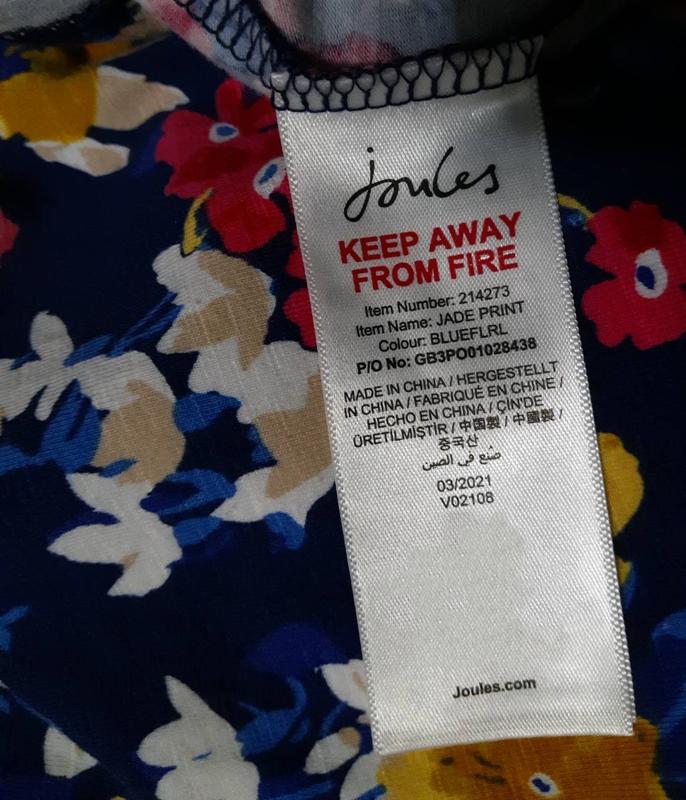 Joules
KEEP AWAY
FROM FIRE
Item Number: 214273
Item Name: JADE PRINT
Colour: BLUEFLRL
P/O No: GB3PO01028438
MADE IN CHINA / HERGESTELLT
IN CHINA / FABRIQUÉ EN CHINE /
HECHO EN CHINA / ÇIN'DE
ÜRETİLMİŞTİR / 中国製 / 中國製 /
중국산
صنع في الصين
03/2021
V02108
Joules.com